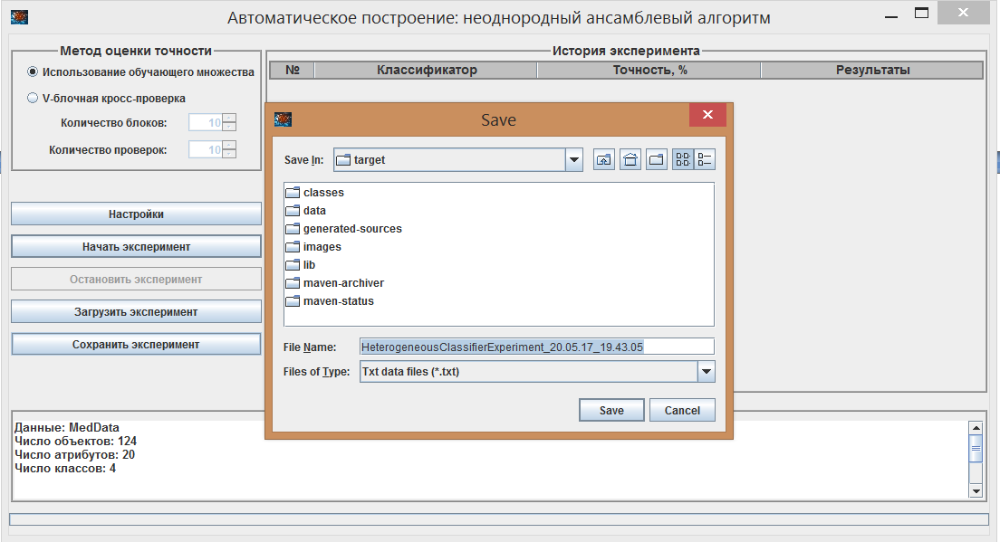 Автоматическое построение: неоднородный ансамблевый алгоритм
Метод оценки точности
Использование обучающего множества
V-блочная кросс-проверка
Количество блоков: 10
Количество проверок: 10
Настройки
Начать эксперимент
Остановить эксперимент
Загрузить эксперимент
Сохранить эксперимент
История эксперимента
№ Классификатор Точность, % Результаты
Save
Save In: target
classes
data
generated-sources
images
lib
maven-archiver
maven-status
File Name: HeterogeneousClassifierExperiment_20.05.17_19.43.05
Files of Type: Txt data files (*.txt)
Save Cancel
Данные: MedData
Число объектов: 124
Число атрибутов: 20
Число классов: 4